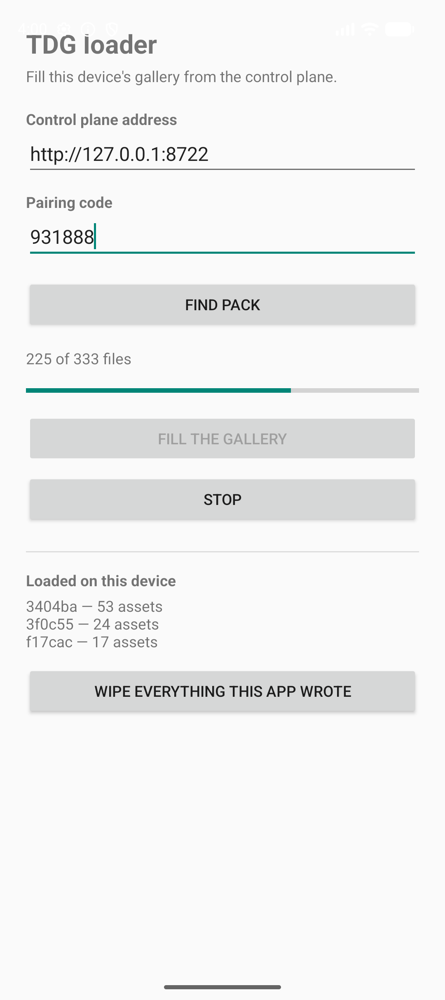 4:00
TDG loader
Fill this device's gallery from the control plane.
Control plane address
http://127.0.0.1:8722
Pairing code
931888
FIND PACK
225 of 333 files
FILL THE GALLERY
STOP
Loaded on this device
3404ba — 53 assets
3f0c55 — 24 assets
f17cac — 17 assets
WIPE EVERYTHING THIS APP WROTE